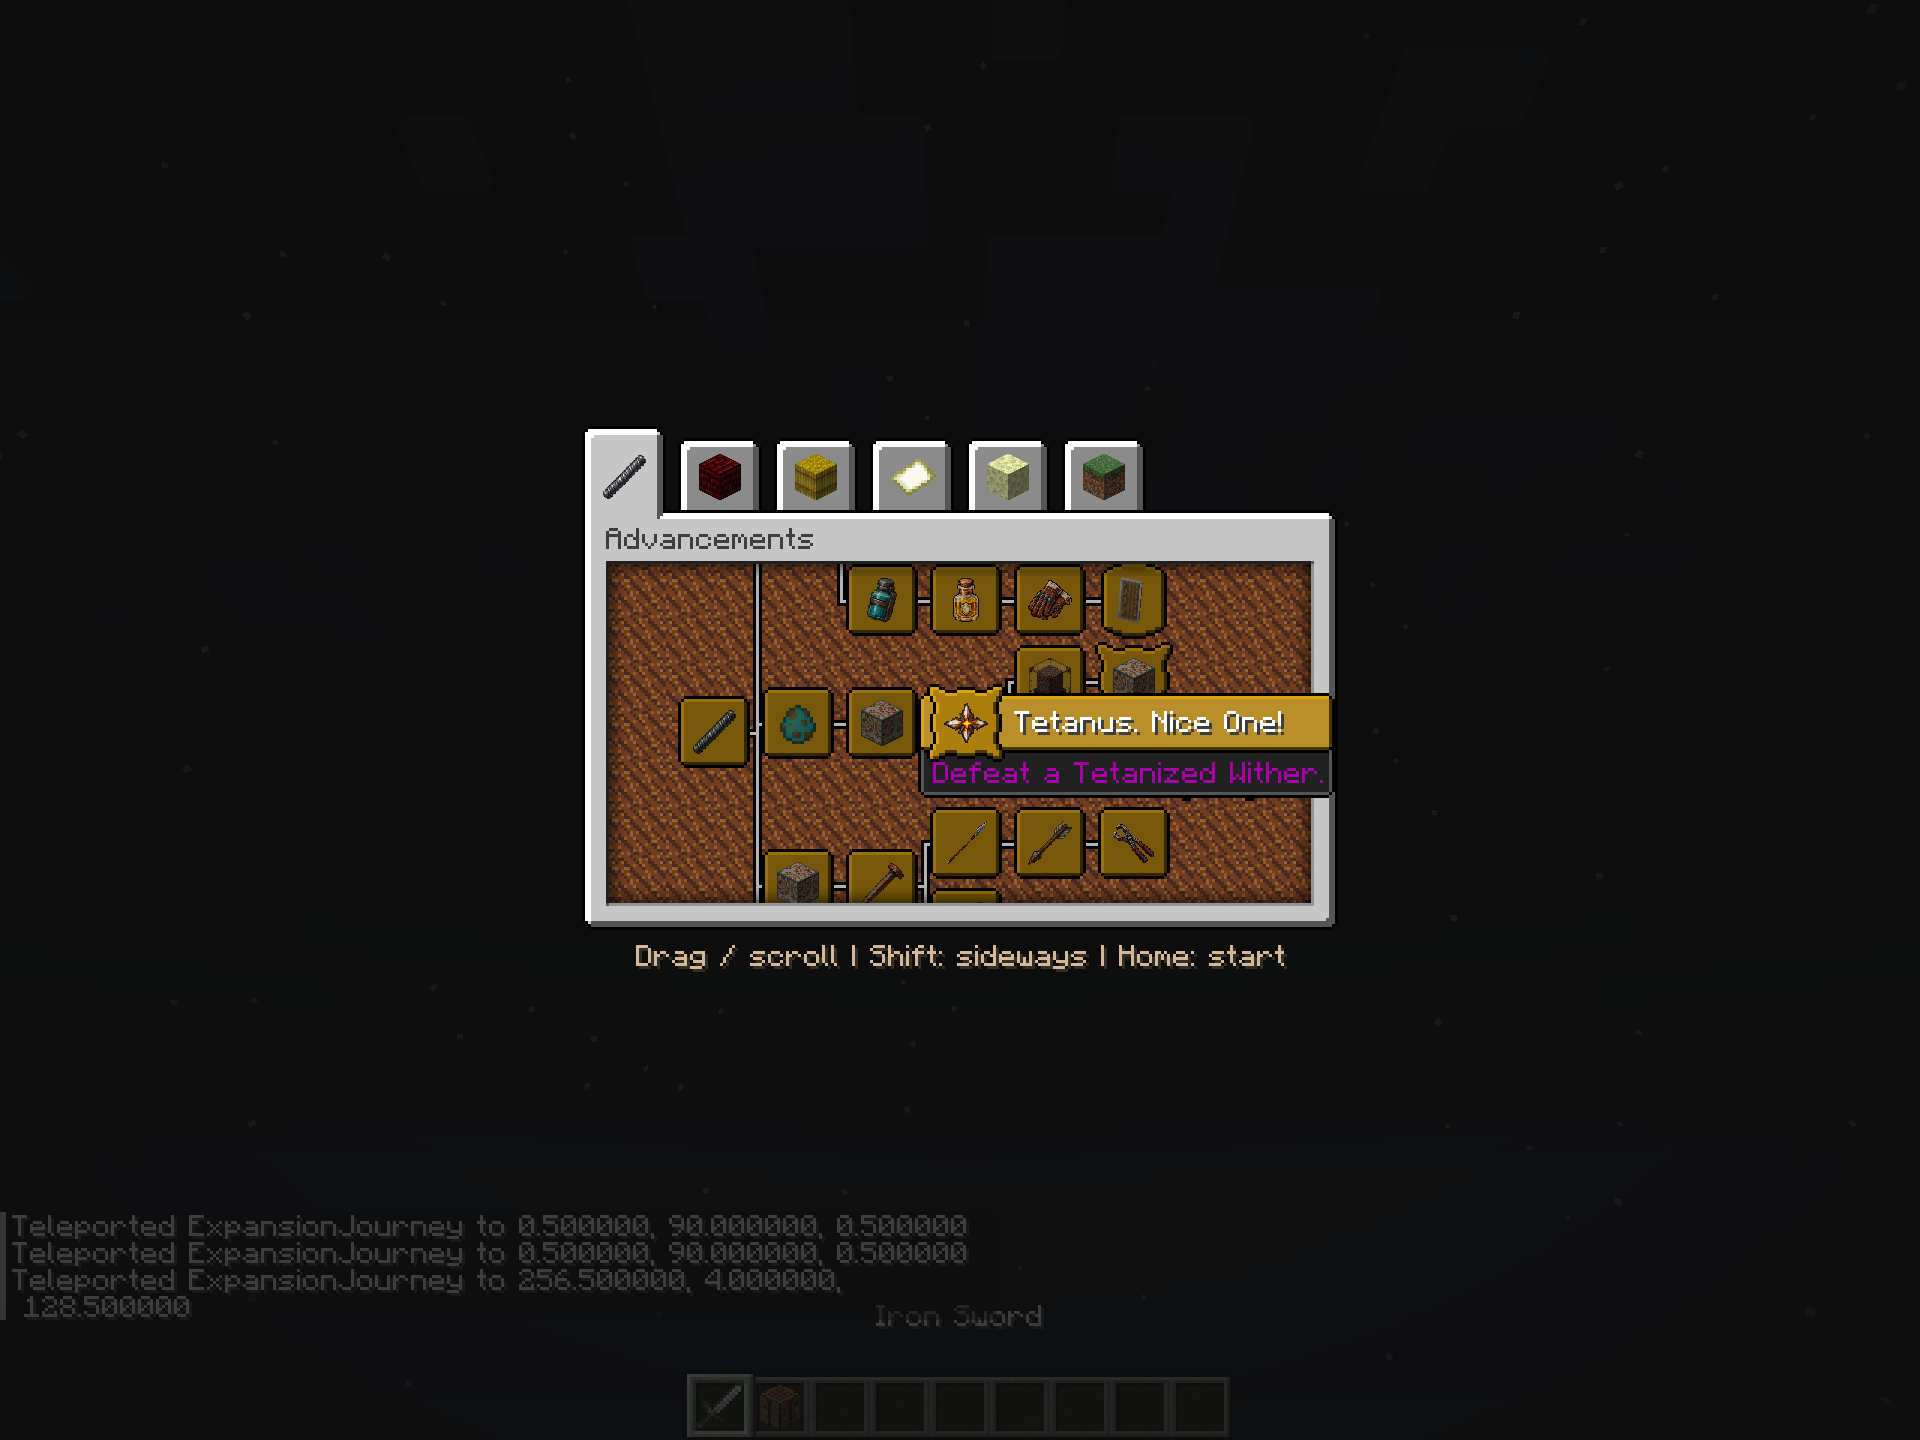 Advancements
Tetanus. Nice One!
Defeat a Tetanized Wither.
Drag / scroll | Shift: sideways | Home: start
Teleported ExpansionJourney to 0.500000, 90.000000, 0.500000
Teleported ExpansionJourney to 0.500000, 90.000000, 0.500000
Teleported ExpansionJourney to 256.500000, 4.000000,
128.500000
Iron Sword